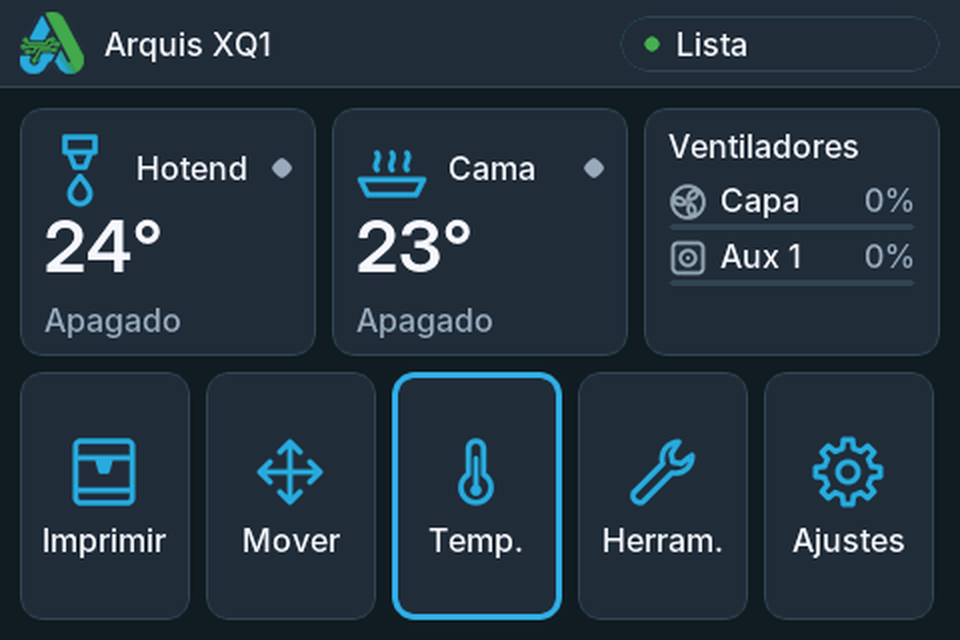 Arquis XQ1
Lista
Hotend
24°
Apagado
Cama
23°
Apagado
Ventiladores
Capa 0%
Aux 1 0%
Imprimir
Mover
Temp.
Herram.
Ajustes